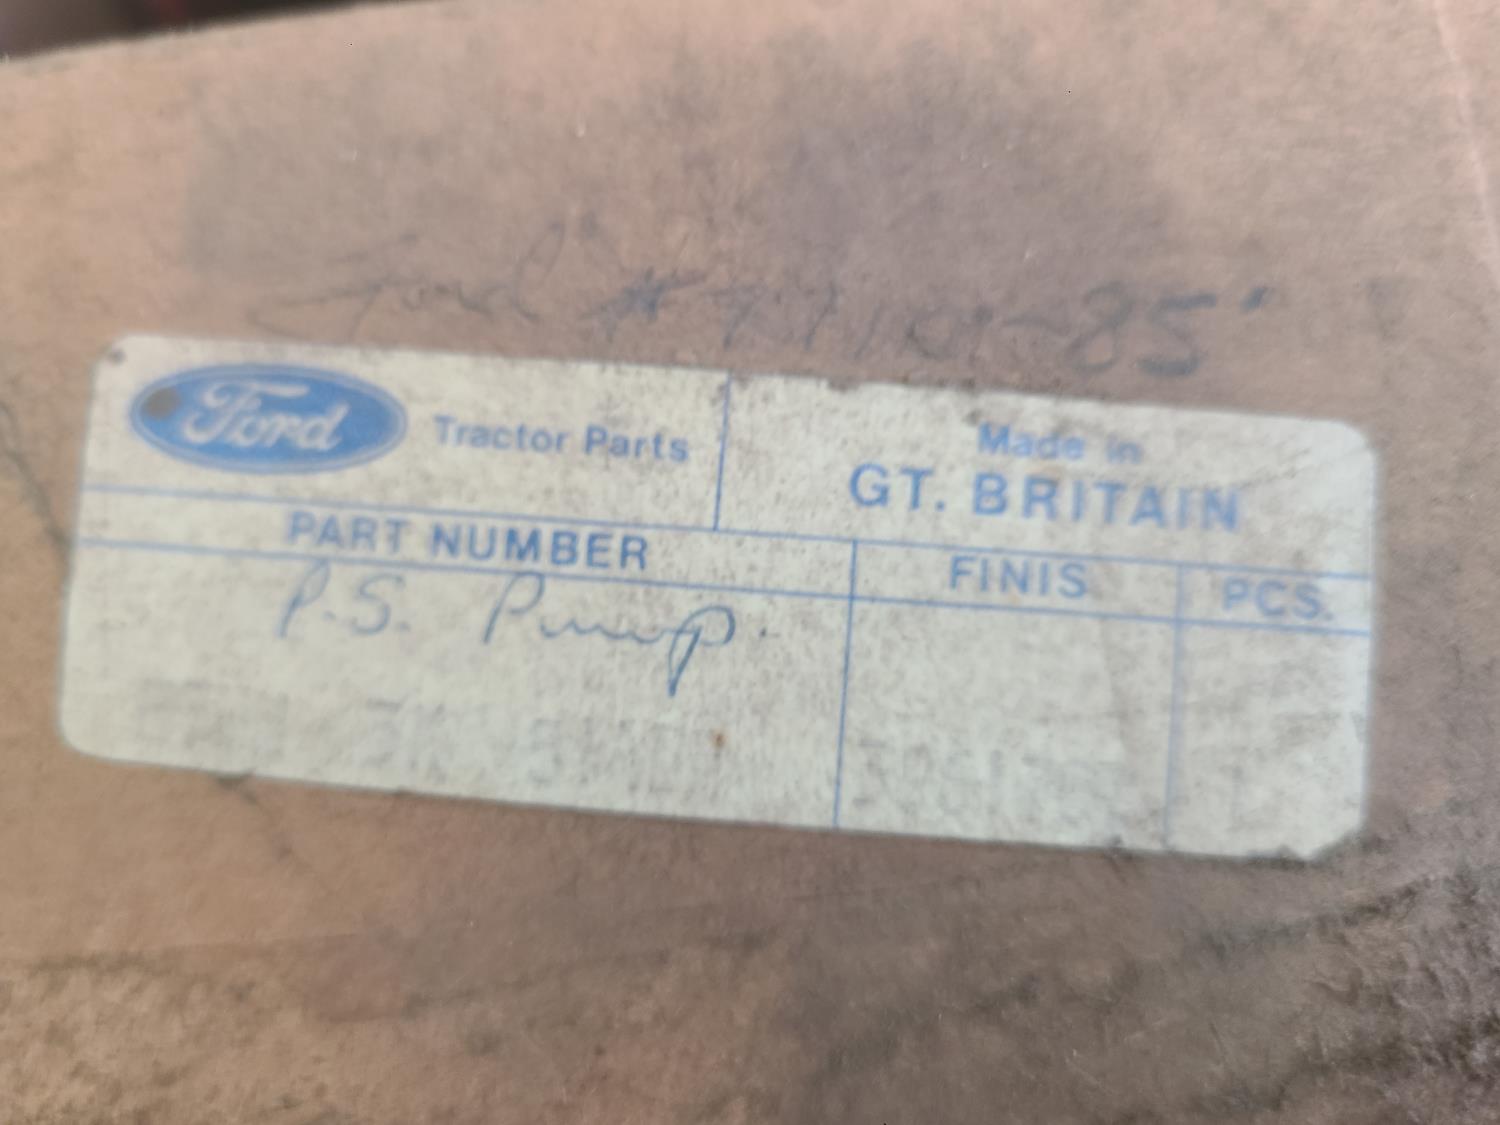 Ford #
Ford Tractor Parts
Made in
GT. BRITAIN
PART NUMBER
FINIS
PCS.
P.S. Pump.